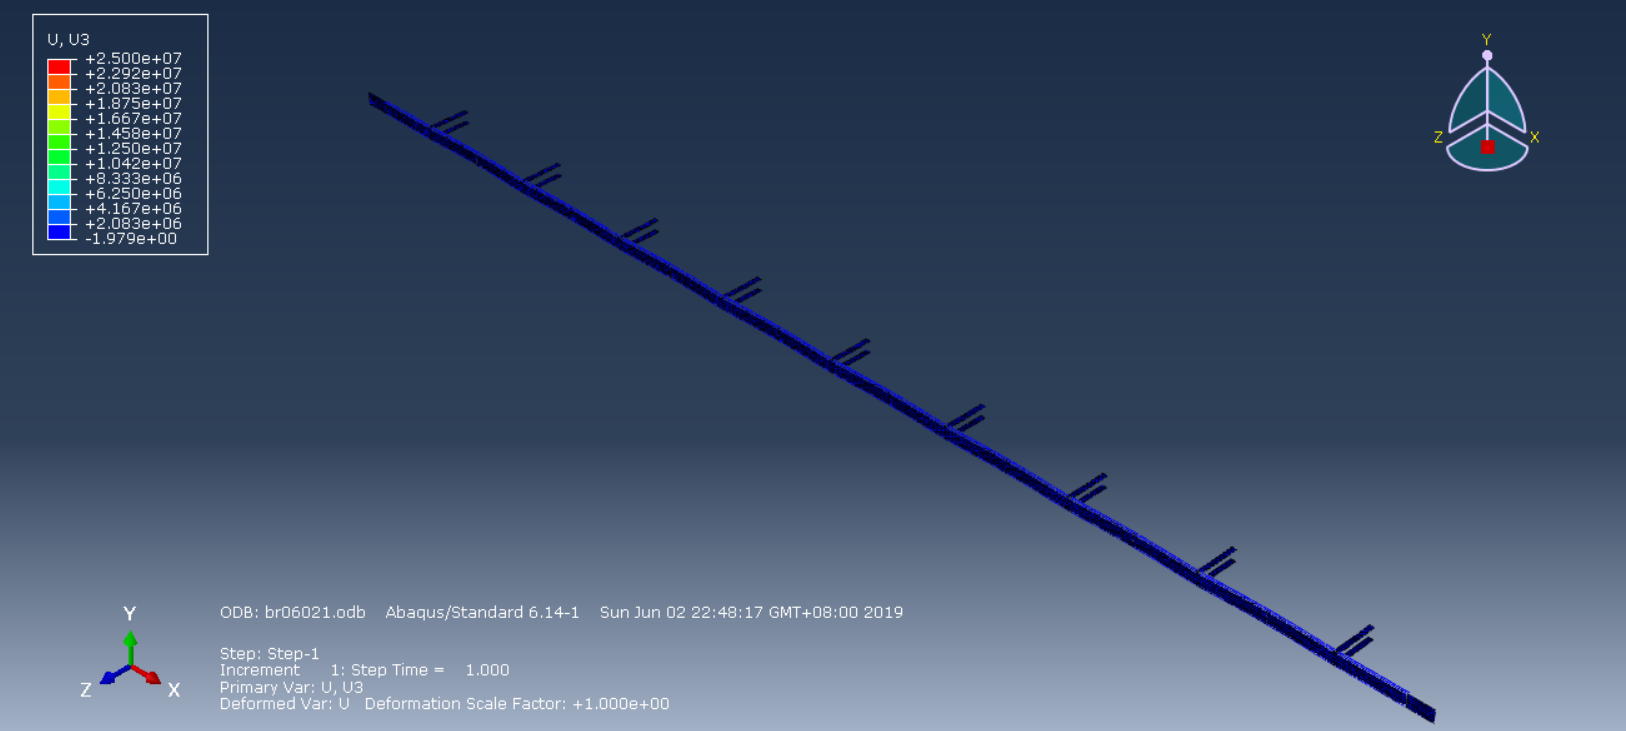 U, U3
+2.500e+07
+2.292e+07
+2.083e+07
+1.875e+07
+1.667e+07
+1.458e+07
+1.250e+07
+1.042e+07
+8.333e+06
+6.250e+06
+4.167e+06
+2.083e+06
-1.979e+00
Y
Z X
Y
Z X
ODB: br06021.odb Abaqus/Standard 6.14-1 Sun Jun 02 22:48:17 GMT+08:00 2019
Step: Step-1
Increment 1: Step Time = 1.000
Primary Var: U, U3
Deformed Var: U Deformation Scale Factor: +1.000e+00